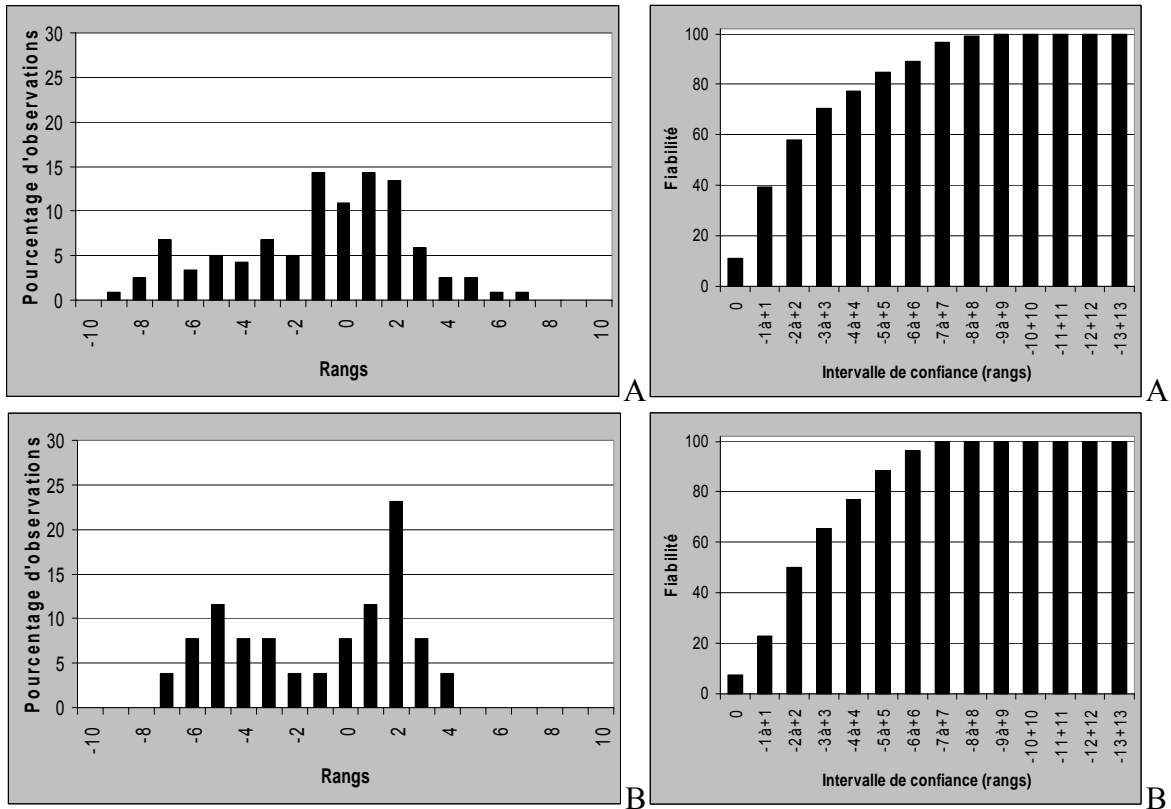 Pourcentage d'observations
30
25
20
15
10
5
0
-10
-8
-6
-4
-2
0
2
4
6
8
10
Rangs
A
Fiabilité
100
80
60
40
20
0
0
-1à+1
-2à+2
-3à+3
-4à+4
-5à+5
-6à+6
-7à+7
-8à+8
-9à+9
-10+10
-11+11
-12+12
-13+13
Intervalle de confiance (rangs)
A
Pourcentage d'observations
30
25
20
15
10
5
0
-10
-8
-6
-4
-2
0
2
4
6
8
10
Rangs
B
Fiabilité
100
80
60
40
20
0
0
-1à+1
-2à+2
-3à+3
-4à+4
-5à+5
-6à+6
-7à+7
-8à+8
-9à+9
-10+10
-11+11
-12+12
-13+13
Intervalle de confiance (rangs)
B